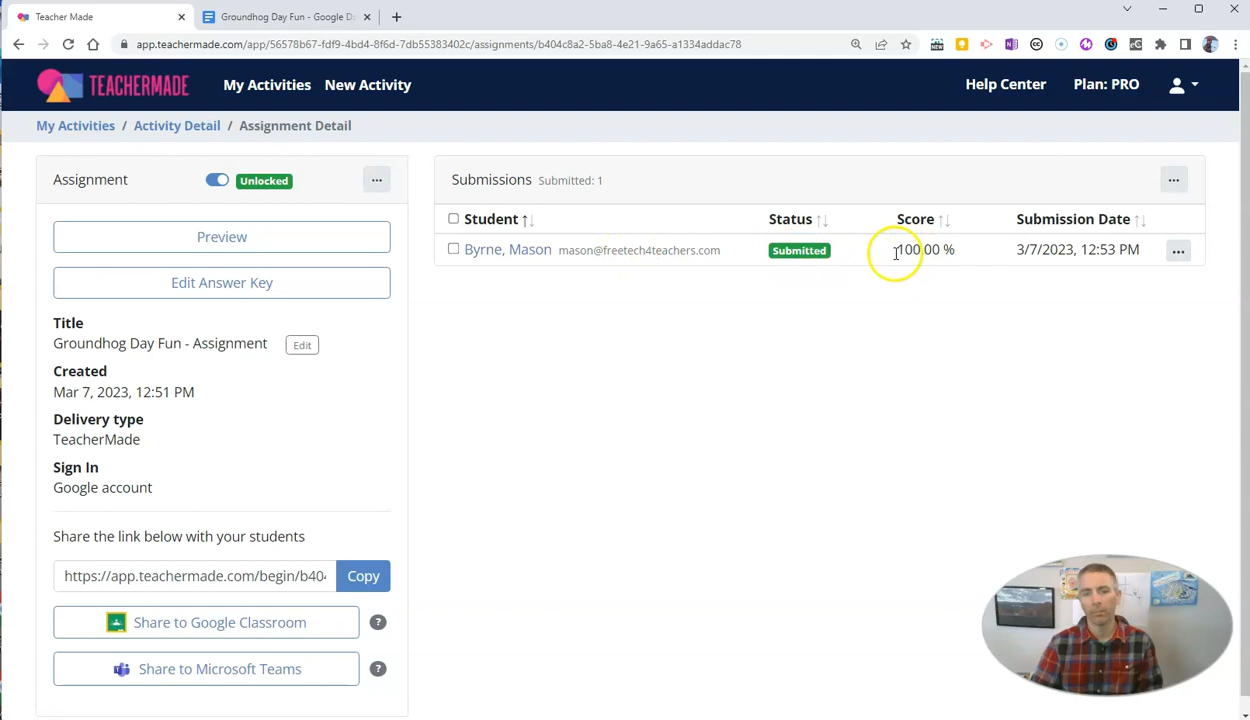 Teacher Made
Groundhog Day Fun - Google D
app.teachermade.com/app/56578b67-fdf9-4bd4-8f6d-7db55383402c/assignments/b404c8a2-5ba8-4e21-9a65-a1334addac78
TEACHERMADE
My Activities
New Activity
Help Center
Plan: PRO
My Activities / Activity Detail / Assignment Detail
Assignment
Unlocked
Preview
Edit Answer Key
Title
Groundhog Day Fun - Assignment
Edit
Created
Mar 7, 2023, 12:51 PM
Delivery type
TeacherMade
Sign In
Google account
Share the link below with your students
https://app.teachermade.com/begin/b404
Copy
Share to Google Classroom
?
Share to Microsoft Teams
?
Submissions Submitted: 1
Student Status Score Submission Date
Byrne, Mason mason@freetech4teachers.com Submitted 100.00 % 3/7/2023, 12:53 PM